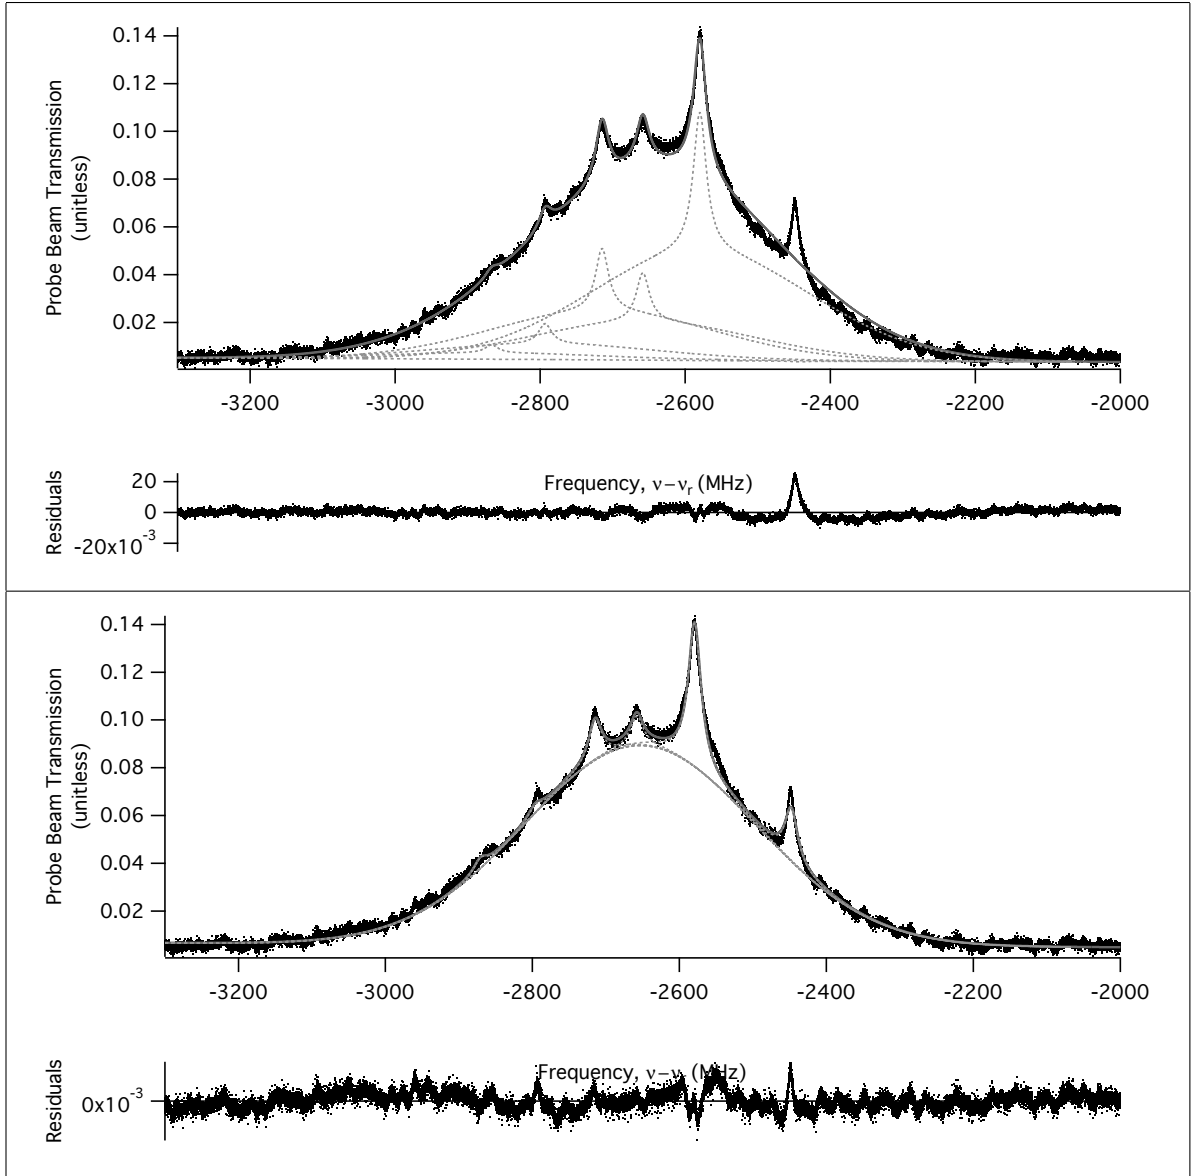 0.14
0.12
0.10
0.08
0.06
0.04
0.02
Probe Beam Transmission
(unitless)
-3200 -3000 -2800 -2600 -2400 -2200 -2000
Frequency, ν−νr (MHz)
20
0
-20x10-3
Residuals
0.14
0.12
0.10
0.08
0.06
0.04
0.02
Probe Beam Transmission
(unitless)
-3200 -3000 -2800 -2600 -2400 -2200 -2000
Frequency, ν−ν (MHz)
0x10-3
Residuals